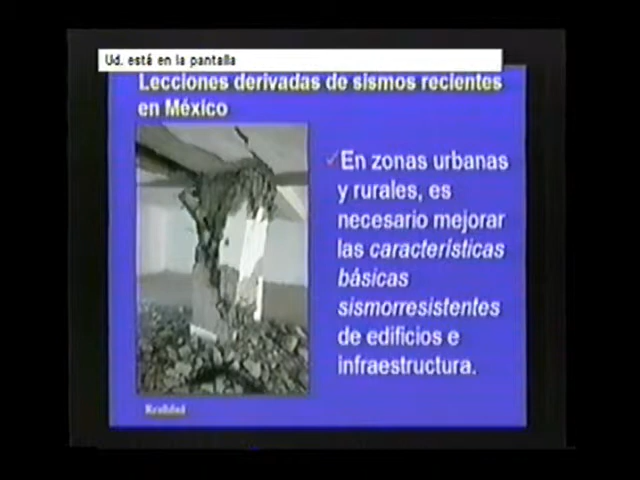 Ud. está en la pantalla
Lecciones derivadas de sismos recientes
en México
✓En zonas urbanas
y rurales, es
necesario mejorar
las características
básicas
sismorresistentes
de edificios e
infraestructura.